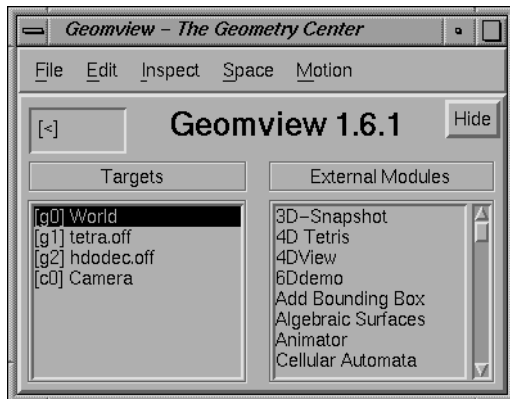 Geomview – The Geometry Center
File Edit Inspect Space Motion
[<] Geomview 1.6.1 Hide
Targets
[g0] World
[g1] tetra.off
[g2] hdodec.off
[c0] Camera
External Modules
3D–Snapshot
4D Tetris
4DView
6Ddemo
Add Bounding Box
Algebraic Surfaces
Animator
Cellular Automata